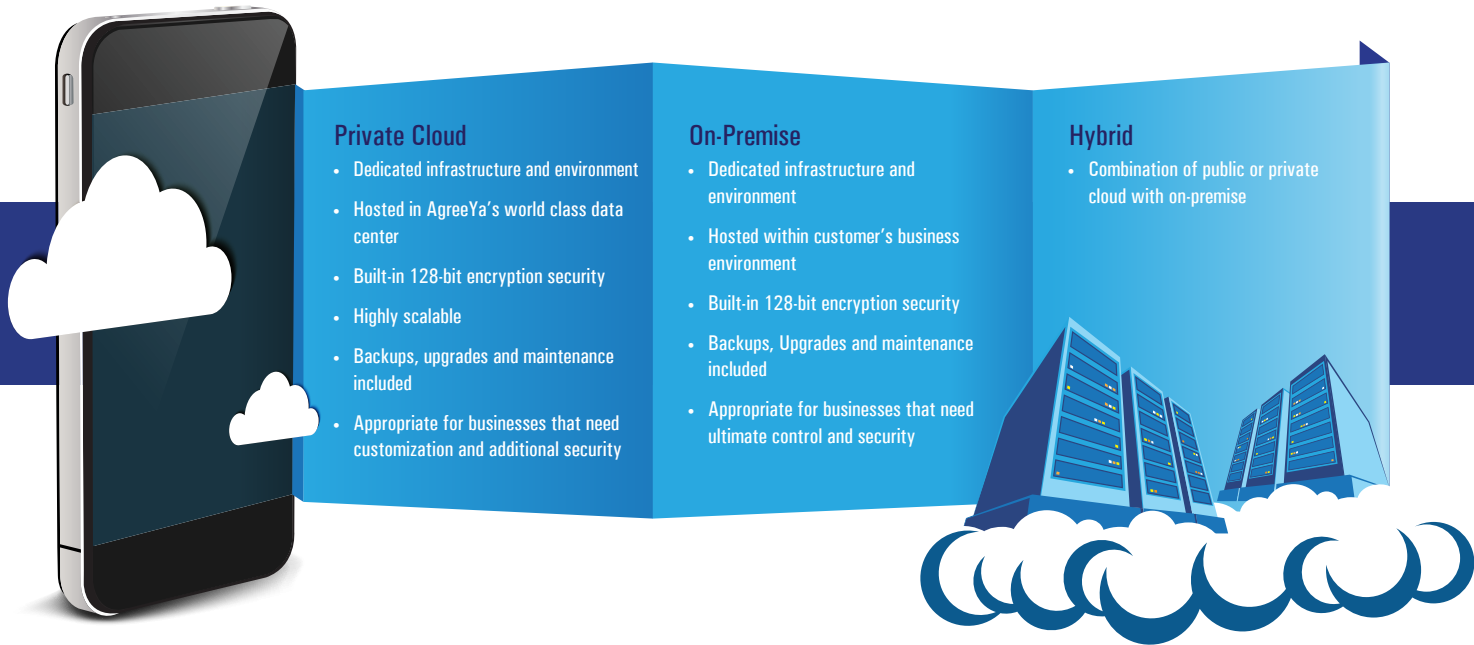 Private Cloud
• Dedicated infrastructure and environment
• Hosted in AgreeYa's world class data
center
• Built-in 128-bit encryption security
• Highly scalable
• Backups, upgrades and maintenance
included
• Appropriate for businesses that need
customization and additional security
On-Premise
• Dedicated infrastructure and
environment
• Hosted within customer's business
environment
• Built-in 128-bit encryption security
• Backups, Upgrades and maintenance
included
• Appropriate for businesses that need
ultimate control and security
Hybrid
• Combination of public or private
cloud with on-premise